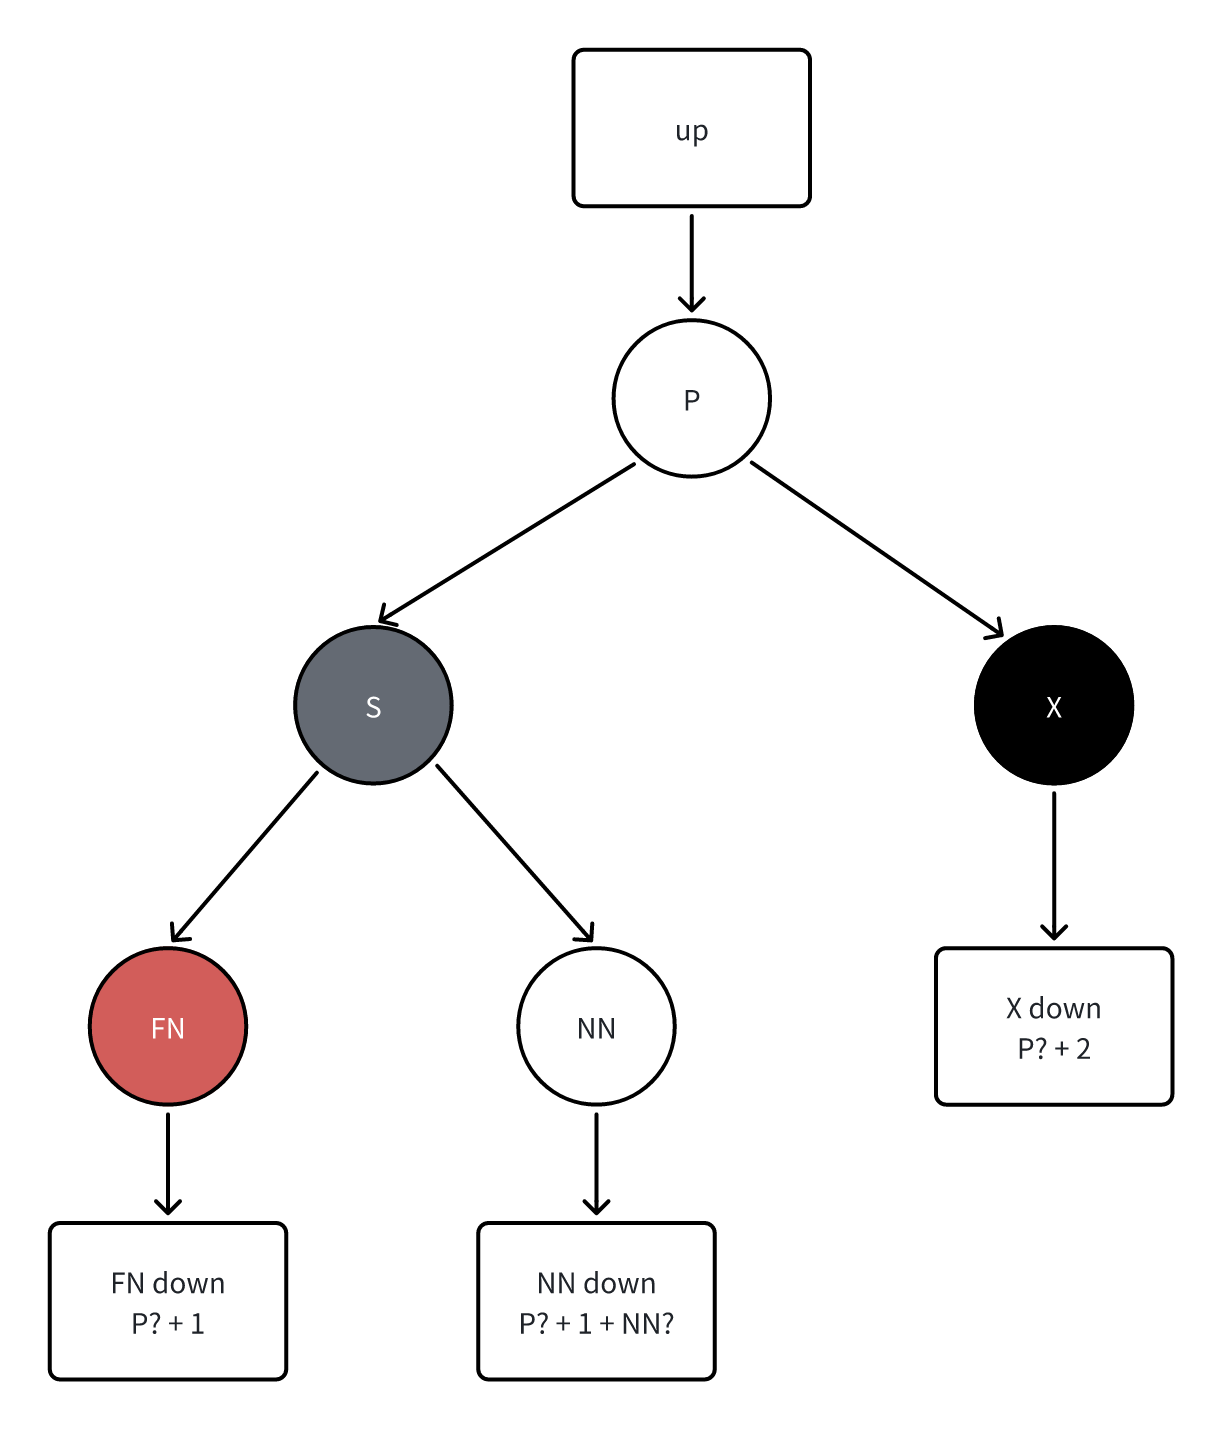 up
P
S
X
FN
NN
X down
P? + 2
FN down
P? + 1
NN down
P? + 1 + NN?